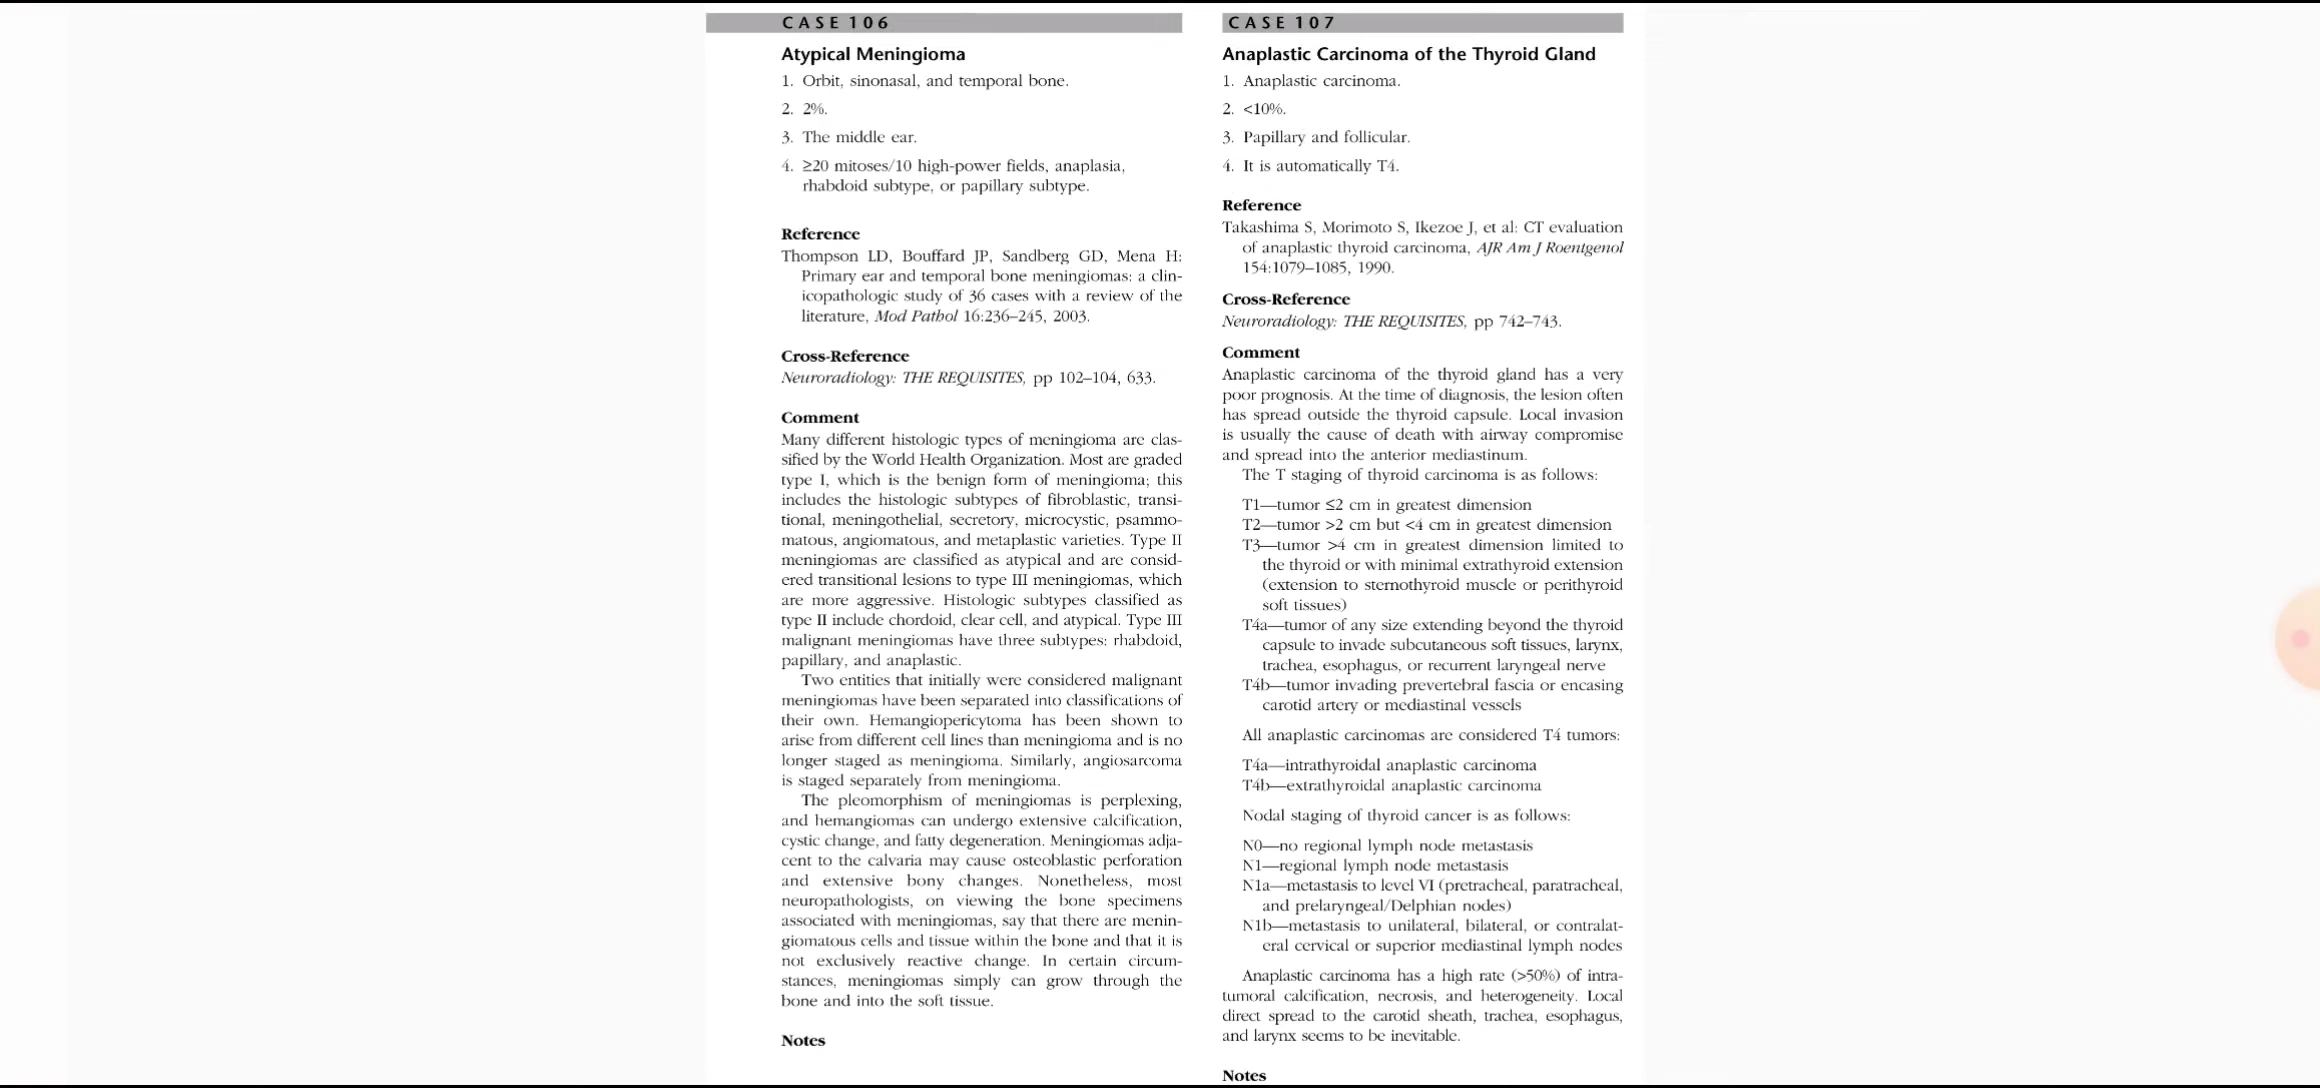 CASE 106
Atypical Meningioma
1. Orbit, sinonasal, and temporal bone.
2. 2%.
3. The middle ear.
4. ≥20 mitoses/10 high-power fields, anaplasia,
rhabdoid subtype, or papillary subtype.
Reference
Thompson LD, Bouffard JP, Sandberg GD, Mena H:
Primary ear and temporal bone meningiomas: a clin-
icopathologic study of 36 cases with a review of the
literature, Mod Pathol 16:236–245, 2003.
Cross-Reference
Neuroradiology: THE REQUISITES, pp 102–104, 633.
Comment
Many different histologic types of meningioma are clas-
sified by the World Health Organization. Most are graded
type I, which is the benign form of meningioma; this
includes the histologic subtypes of fibroblastic, transi-
tional, meningothelial, secretory, microcystic, psammo-
matous, angiomatous, and metaplastic varieties. Type II
meningiomas are classified as atypical and are consid-
ered transitional lesions to type III meningiomas, which
are more aggressive. Histologic subtypes classified as
type II include chordoid, clear cell, and atypical. Type III
malignant meningiomas have three subtypes: rhabdoid,
papillary, and anaplastic.
Two entities that initially were considered malignant
meningiomas have been separated into classifications of
their own. Hemangiopericytoma has been shown to
arise from different cell lines than meningioma and is no
longer staged as meningioma. Similarly, angiosarcoma
is staged separately from meningioma.
The pleomorphism of meningiomas is perplexing,
and hemangiomas can undergo extensive calcification,
cystic change, and fatty degeneration. Meningiomas adja-
cent to the calvaria may cause osteoblastic perforation
and extensive bony changes. Nonetheless, most
neuropathologists, on viewing the bone specimens
associated with meningiomas, say that there are menin-
giomatous cells and tissue within the bone and that it is
not exclusively reactive change. In certain circum-
stances, meningiomas simply can grow through the
bone and into the soft tissue.
Notes
CASE 107
Anaplastic Carcinoma of the Thyroid Gland
1. Anaplastic carcinoma.
2. <10%.
3. Papillary and follicular.
4. It is automatically T4.
Reference
Takashima S, Morimoto S, Ikezoe J, et al: CT evaluation
of anaplastic thyroid carcinoma, AJR Am J Roentgenol
154:1079–1085, 1990.
Cross-Reference
Neuroradiology: THE REQUISITES, pp 742–743.
Comment
Anaplastic carcinoma of the thyroid gland has a very
poor prognosis. At the time of diagnosis, the lesion often
has spread outside the thyroid capsule. Local invasion
is usually the cause of death with airway compromise
and spread into the anterior mediastinum.
The T staging of thyroid carcinoma is as follows:
T1—tumor ≤2 cm in greatest dimension
T2—tumor >2 cm but <4 cm in greatest dimension
T3—tumor >4 cm in greatest dimension limited to
the thyroid or with minimal extrathyroid extension
(extension to sternothyroid muscle or perithyroid
soft tissues)
T4a—tumor of any size extending beyond the thyroid
capsule to invade subcutaneous soft tissues, larynx,
trachea, esophagus, or recurrent laryngeal nerve
T4b—tumor invading prevertebral fascia or encasing
carotid artery or mediastinal vessels
All anaplastic carcinomas are considered T4 tumors:
T4a—intrathyroidal anaplastic carcinoma
T4b—extrathyroidal anaplastic carcinoma
Nodal staging of thyroid cancer is as follows:
N0—no regional lymph node metastasis
N1—regional lymph node metastasis
N1a—metastasis to level VI (pretracheal, paratracheal,
and prelaryngeal/Delphian nodes)
N1b—metastasis to unilateral, bilateral, or contralat-
eral cervical or superior mediastinal lymph nodes
Anaplastic carcinoma has a high rate (>50%) of intra-
tumoral calcification, necrosis, and heterogeneity. Local
direct spread to the carotid sheath, trachea, esophagus,
and larynx seems to be inevitable.
Notes